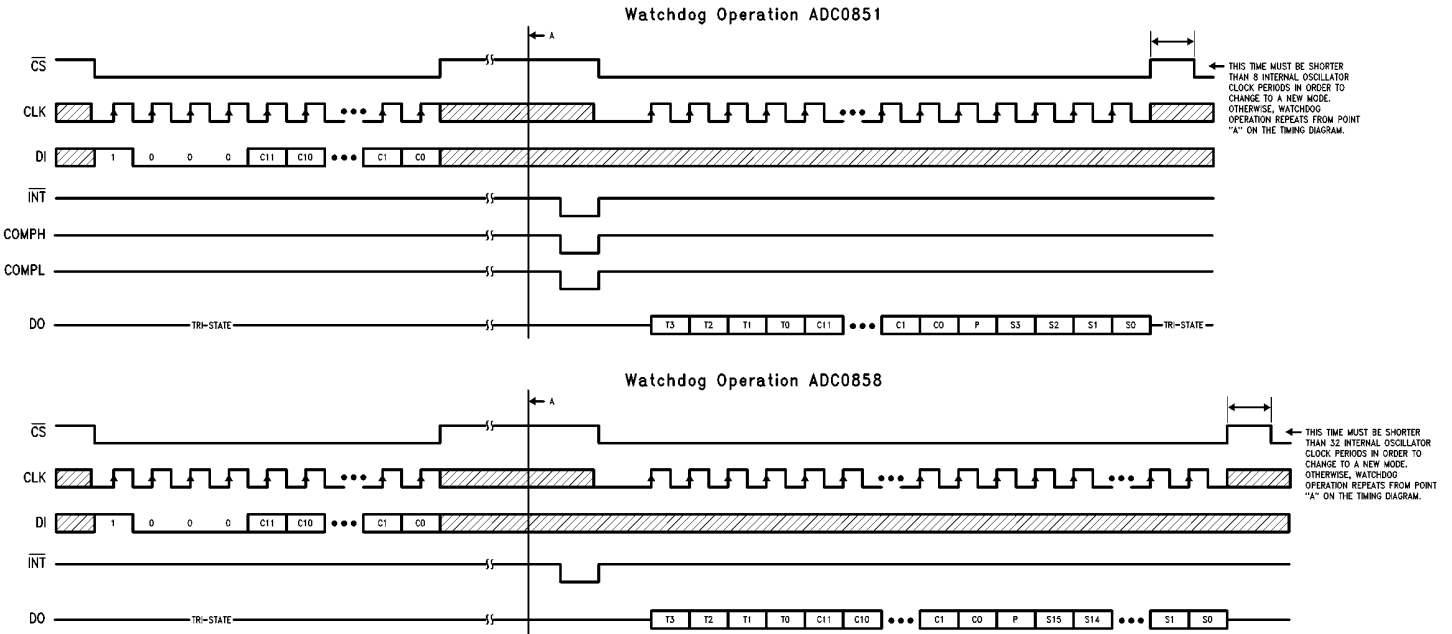 Watchdog Operation ADC0851
A
CS
THIS TIME MUST BE SHORTER
THAN 8 INTERNAL OSCILLATOR
CLOCK PERIODS IN ORDER TO
CHANGE TO A NEW MODE.
OTHERWISE, WATCHDOG
OPERATION REPEATS FROM POINT
"A" ON THE TIMING DIAGRAM.
CLK
DI 1 0 0 0 C11 C10 ••• C1 C0
INT
COMPH
COMPL
DO TRI-STATE T3 T2 T1 T0 C11 ••• C1 C0 P S3 S2 S1 S0 TRI-STATE
Watchdog Operation ADC0858
A
CS
THIS TIME MUST BE SHORTER
THAN 32 INTERNAL OSCILLATOR
CLOCK PERIODS IN ORDER TO
CHANGE TO A NEW MODE.
OTHERWISE, WATCHDOG
OPERATION REPEATS FROM POINT
"A" ON THE TIMING DIAGRAM.
CLK
DI 1 0 0 0 C11 C10 ••• C1 C0
INT
DO TRI-STATE T3 T2 T1 T0 C11 C10 ••• C1 C0 P S15 S14 ••• S1 S0